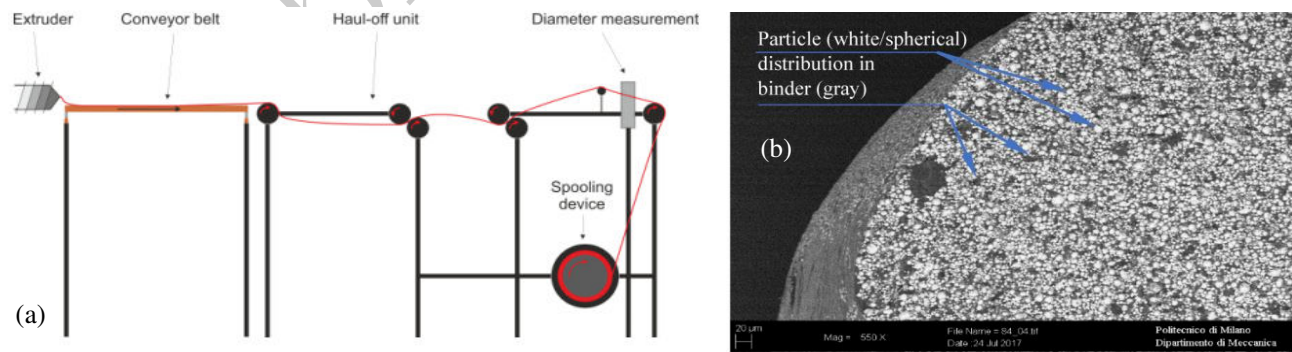 Extruder
Conveyor belt
Haul-off unit
Diameter measurement
Spooling
device
(a)
Particle (white/spherical)
distribution in
binder (gray)
(b)
20 µm
Mag = 550 X
File Name = 84_04.tif
Date :24 Jul 2017
Politecnico di Milano
Dipartimento di Meccanica